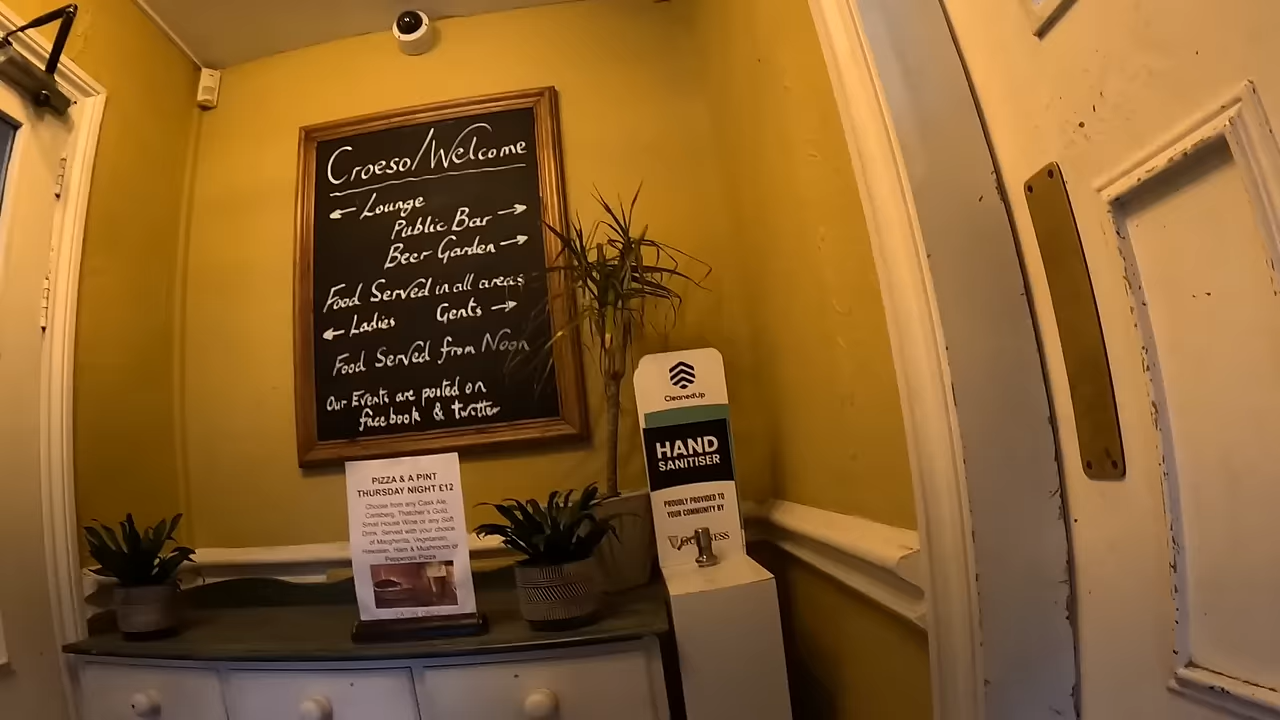 Croeso/Welcome
← Lounge
Public Bar →
Beer Garden →
Food Served in all areas
← Ladies Gents →
Food Served from Noon
Our Events are posted on
facebook & twitter
PIZZA & A PINT
THURSDAY NIGHT £12
Choose from any Cask Ale,
Carlsberg, Thatcher's Gold,
Small House Wine or any Soft
Drink. Served with your choice
of Margherita, Vegetarian,
Hawaiian, Ham & Mushroom or
Pepperoni Pizza
CleanedUp
HAND
SANITISER
PROUDLY PROVIDED TO
YOUR COMMUNITY BY